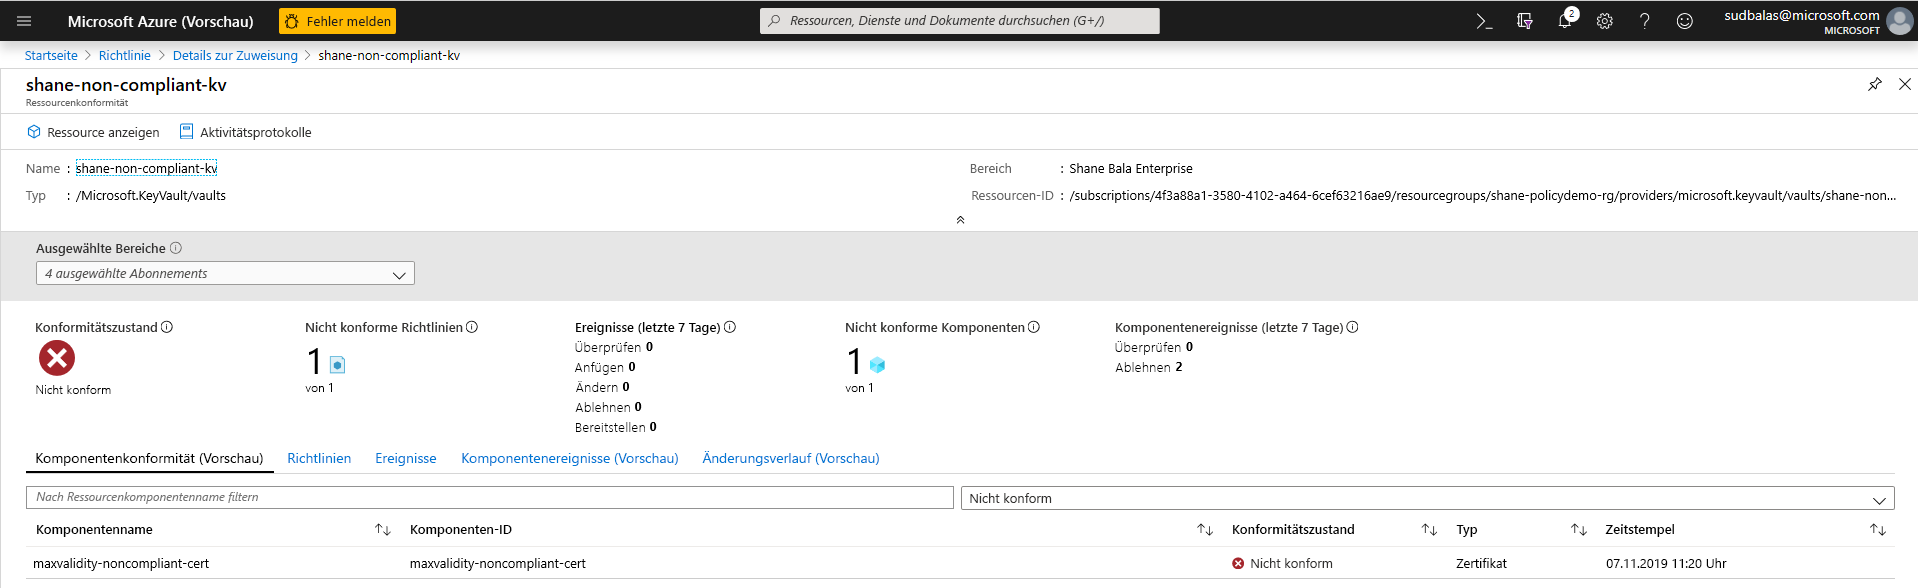 Microsoft Azure (Vorschau)
Fehler melden
Ressourcen, Dienste und Dokumente durchsuchen (G+/)
2
sudbalas@microsoft.com
MICROSOFT
Startseite > Richtlinie > Details zur Zuweisung > shane-non-compliant-kv
shane-non-compliant-kv
Ressourcenkonformität
Ressource anzeigen
Aktivitätsprotokolle
Name : shane-non-compliant-kv
Bereich : Shane Bala Enterprise
Typ : /Microsoft.KeyVault/vaults
Ressourcen-ID : /subscriptions/4f3a88a1-3580-4102-a464-6cef63216ae9/resourcegroups/shane-policydemo-rg/providers/microsoft.keyvault/vaults/shane-non...
Ausgewählte Bereiche
4 ausgewählte Abonnements
Konformitätszustand
Nicht konform
Nicht konforme Richtlinien
1
von 1
Ereignisse (letzte 7 Tage)
Überprüfen 0
Anfügen 0
Ändern 0
Ablehnen 0
Bereitstellen 0
Nicht konforme Komponenten
1
von 1
Komponentenereignisse (letzte 7 Tage)
Überprüfen 0
Ablehnen 2
Komponentenkonformität (Vorschau) Richtlinien Ereignisse Komponentenereignisse (Vorschau) Änderungsverlauf (Vorschau)
Nach Ressourcenkomponentenname filtern
Nicht konform
Komponentenname Komponenten-ID Konformitätszustand Typ Zeitstempel
maxvalidity-noncompliant-cert maxvalidity-noncompliant-cert Nicht konform Zertifikat 07.11.2019 11:20 Uhr